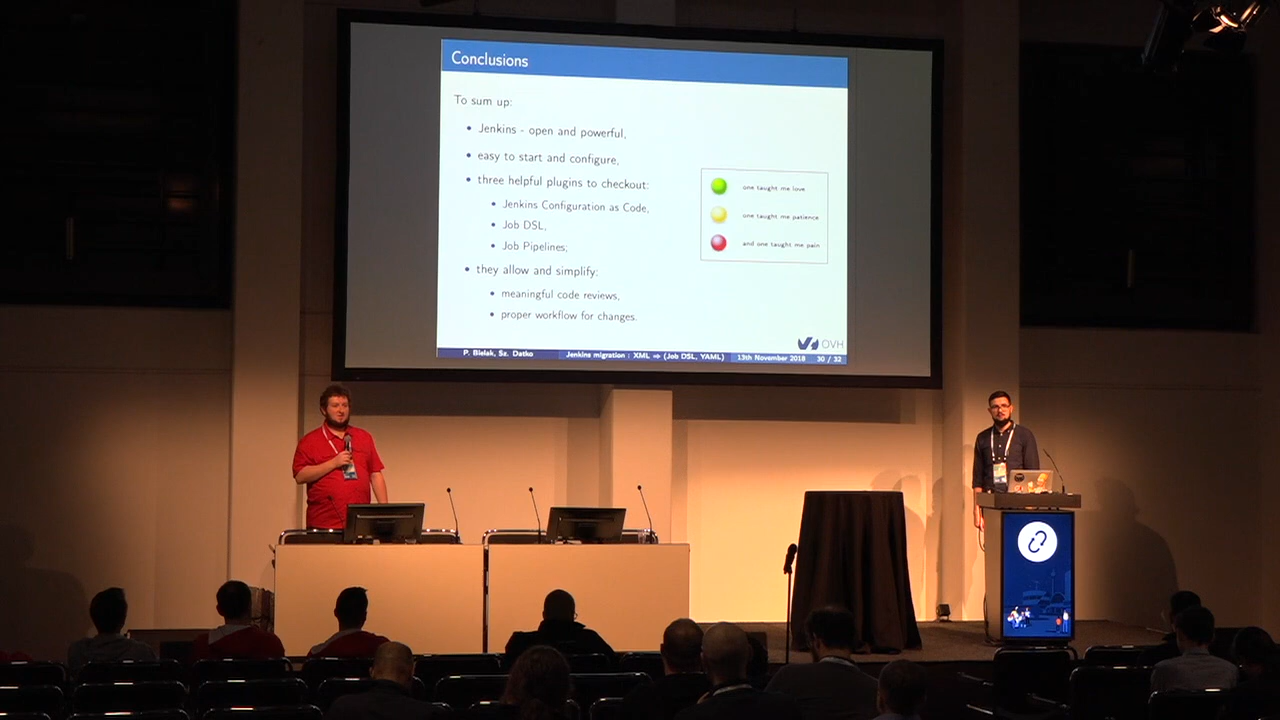 Conclusions
To sum up:
Jenkins - open and powerful,
easy to start and configure,
three helpful plugins to checkout:
Jenkins Configuration as Code,
Job DSL,
Job Pipelines;
they allow and simplify:
meaningful code reviews,
proper workflow for changes.
one taught me love
one taught me patience
and one taught me pain
OVH
P. Bielak, Sz. Datko Jenkins migration : XML ⇒ (Job DSL, YAML) 13th November 2018 30 / 32